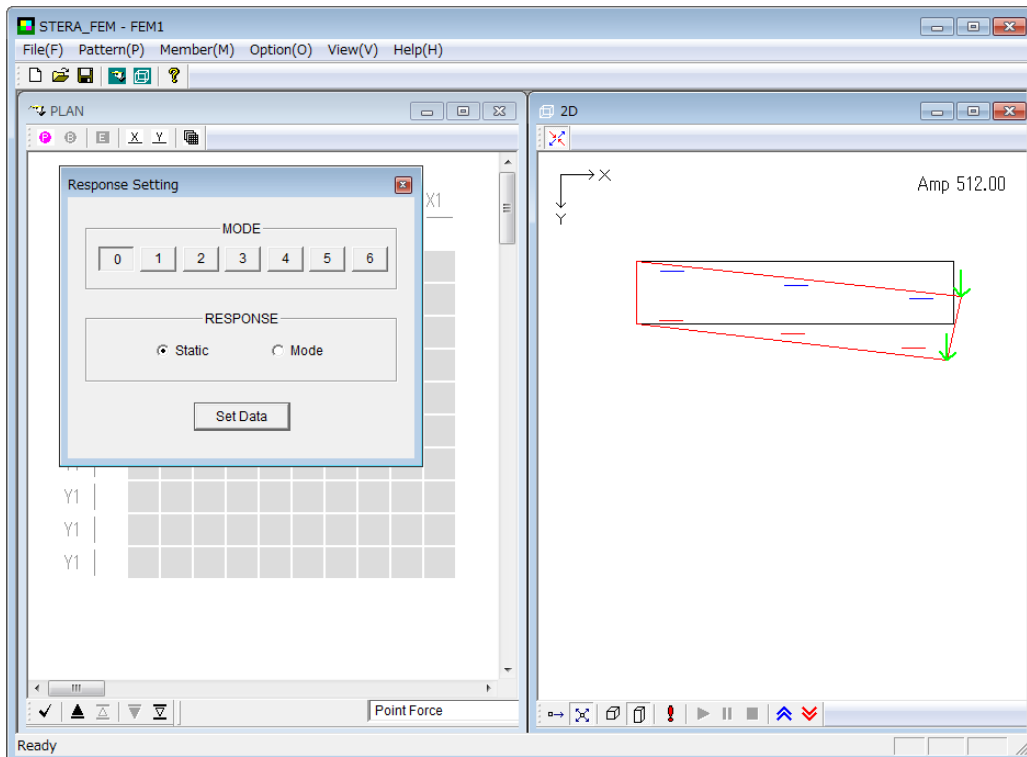 STERA_FEM - FEM1
File(F) Pattern(P) Member(M) Option(O) View(V) Help(H)
PLAN
P B E X Y
Response Setting
X1
MODE
0 1 2 3 4 5 6
RESPONSE
Static Mode
Set Data
Y1
Y1
Y1
Point Force
2D
X
Y
Amp 512.00
Ready